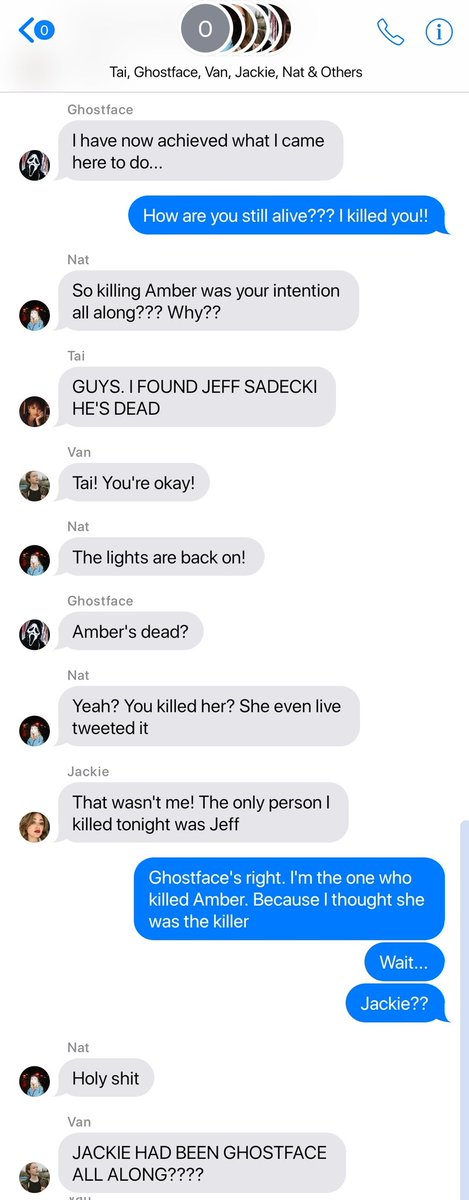 0
0
Tai, Ghostface, Van, Jackie, Nat & Others
Ghostface
I have now achieved what I came
here to do...
How are you still alive??? I killed you!!
Nat
So killing Amber was your intention
all along??? Why??
Tai
GUYS. I FOUND JEFF SADECKI
HE'S DEAD
Van
Tai! You're okay!
Nat
The lights are back on!
Ghostface
Amber's dead?
Nat
Yeah? You killed her? She even live
tweeted it
Jackie
That wasn't me! The only person I
killed tonight was Jeff
Ghostface's right. I'm the one who
killed Amber. Because I thought she
was the killer
Wait...
Jackie??
Nat
Holy shit
Van
JACKIE HAD BEEN GHOSTFACE
ALL ALONG????